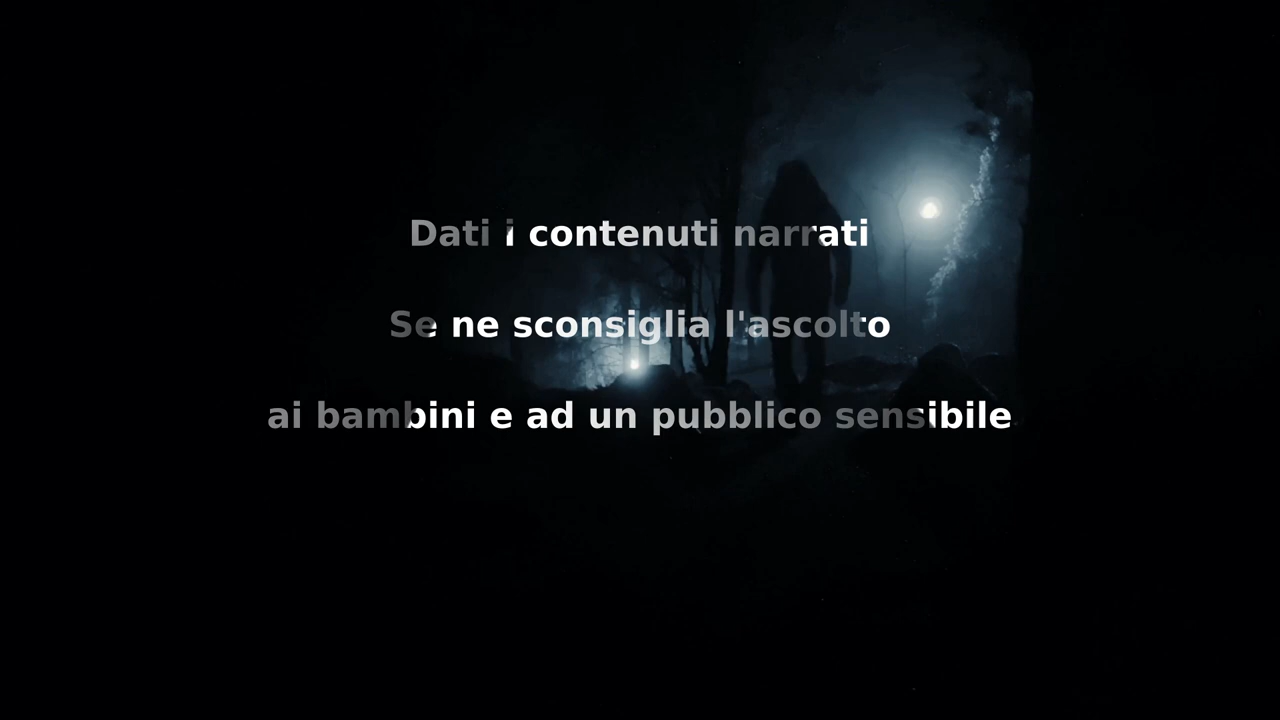 Dati i contenuti narrati
Se ne sconsiglia l'ascolto
ai bambini e ad un pubblico sensibile